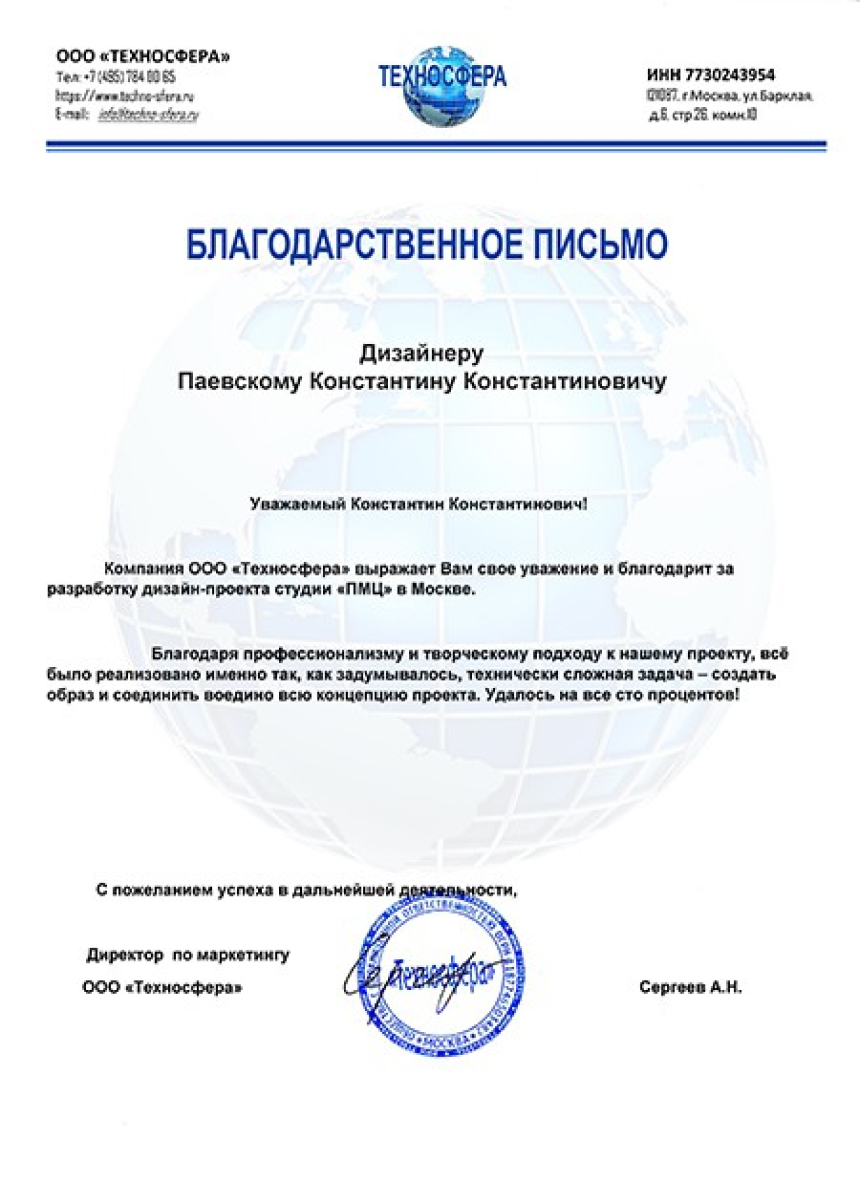 ООО «ТЕХНОСФЕРА»
Тел: +7 (495) 784 00 65
https://www.techno-sfera.ru
E-mail: info@techno-sfera.ru
ТЕХНОСФЕРА
ИНН 7730243954
121087, г.Москва, ул.Барклая,
д.6, стр 26. комн.10
БЛАГОДАРСТВЕННОЕ ПИСЬМО
Дизайнеру
Паевскому Константину Константиновичу
Уважаемый Константин Константинович!
Компания ООО «Техносфера» выражает Вам свое уважение и благодарит за
разработку дизайн-проекта студии «ПМЦ» в Москве.
Благодаря профессионализму и творческому подходу к нашему проекту, всё
было реализовано именно так, как задумывалось, технически сложная задача – создать
образ и соединить воедино всю концепцию проекта. Удалось на все сто процентов!
С пожеланием успеха в дальнейшей деятельности,
Директор по маркетингу
ООО «Техносфера»
«Техносфера»
ОТВЕТСТВЕННОСТЬЮ
МОСКВА
Сергеев А.Н.